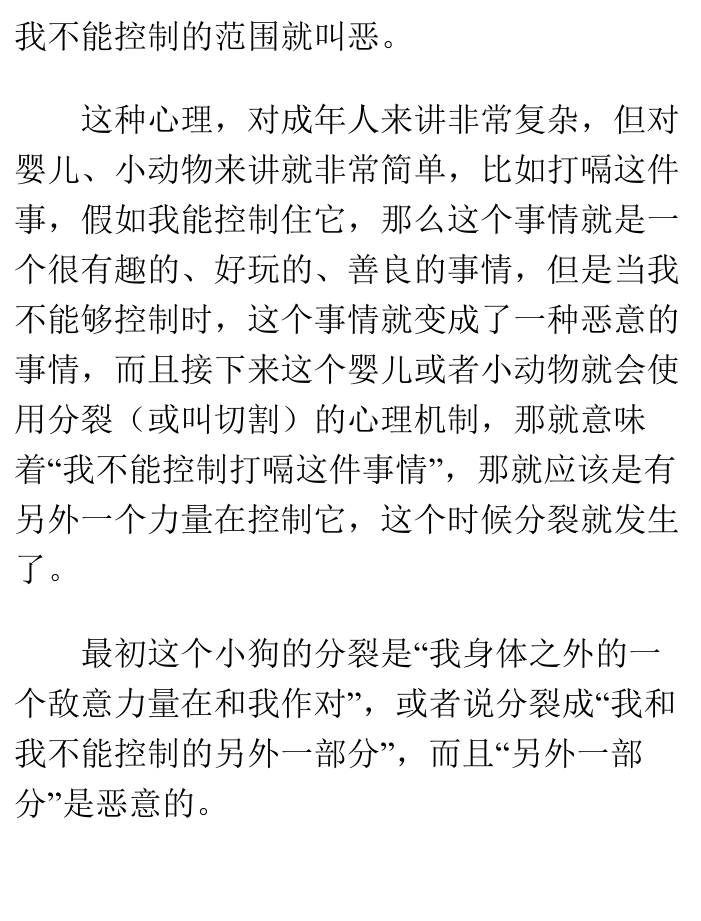 我不能控制的范围就叫恶。
这种心理，对成年人来讲非常复杂，但对
婴儿、小动物来讲就非常简单，比如打嗝这件
事，假如我能控制住它，那么这个事情就是一
个很有趣的、好玩的、善良的事情，但是当我
不能够控制时，这个事情就变成了一种恶意的
事情，而且接下来这个婴儿或者小动物就会使
用分裂（或叫切割）的心理机制，那就意味
着“我不能控制打嗝这件事情”，那就应该是有
另外一个力量在控制它，这个时候分裂就发生
了。
最初这个小狗的分裂是“我身体之外的一
个敌意力量在和我作对”，或者说分裂成“我和
我不能控制的另外一部分”，而且“另外一部
分”是恶意的。